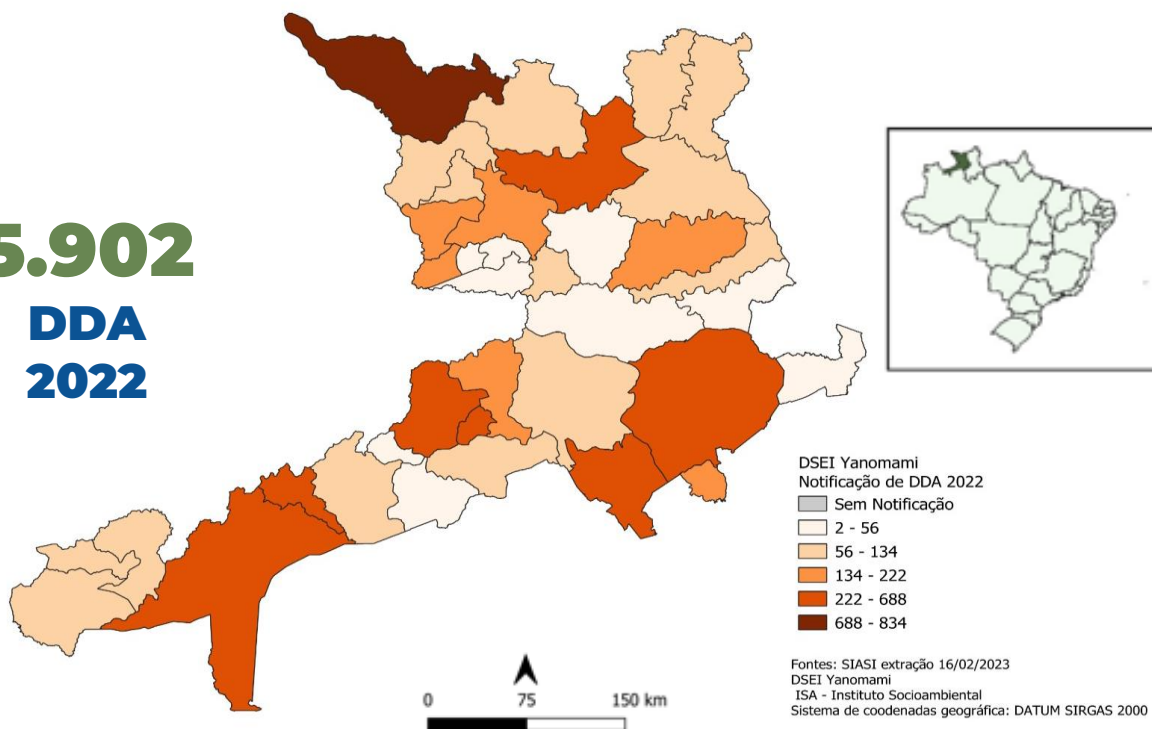 5.902
DDA
2022
DSEI Yanomami
Notificação de DDA 2022
Sem Notificação
2 - 56
56 - 134
134 - 222
222 - 688
688 - 834
0 75 150 km
Fontes: SIASI extração 16/02/2023
DSEI Yanomami
ISA - Instituto Socioambiental
Sistema de coodenadas geográfica: DATUM SIRGAS 2000